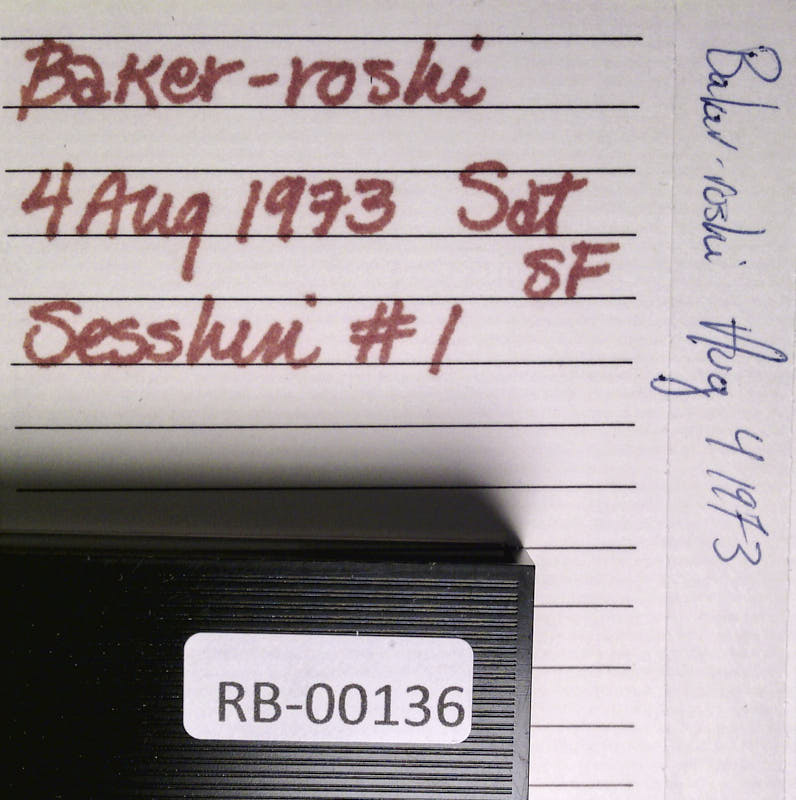 Baker-roshi
4 Aug 1973 Sat
SF
Sesshin #1
Baker-roshi Aug 4 1973
RB-00136